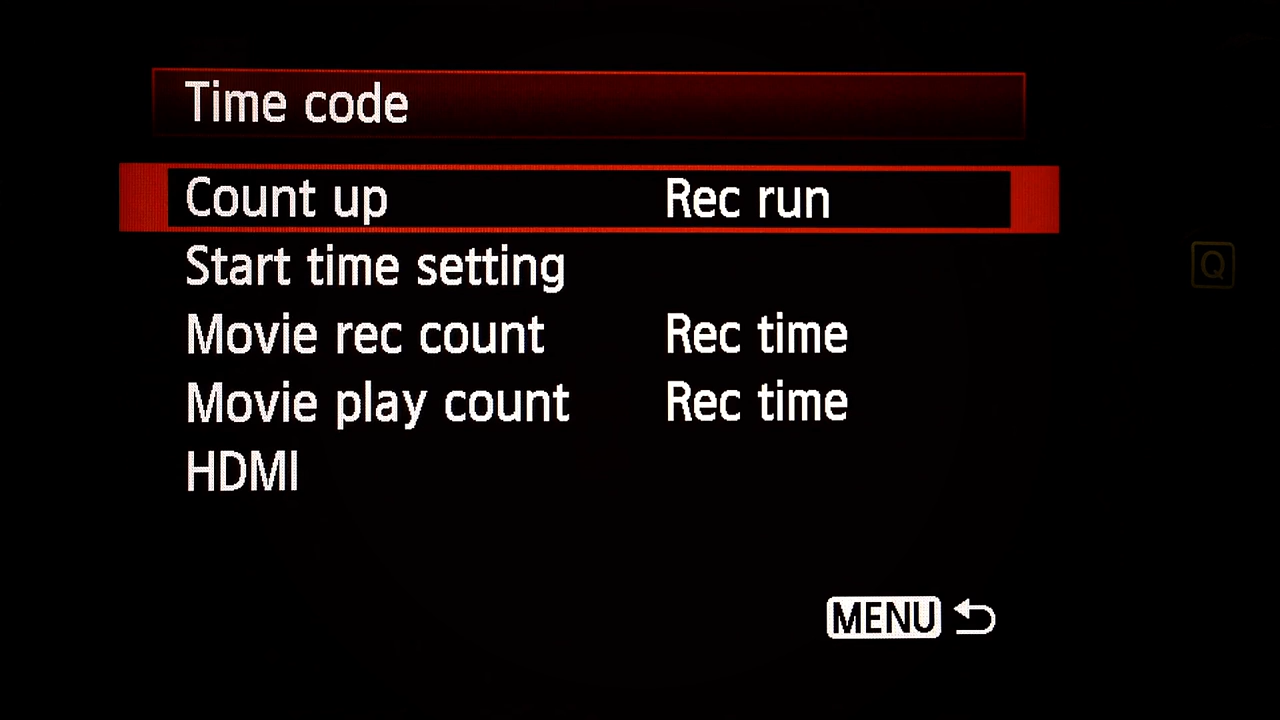 Time code
Count up Rec run
Start time setting
Movie rec count Rec time
Movie play count Rec time
HDMI
Q
MENU